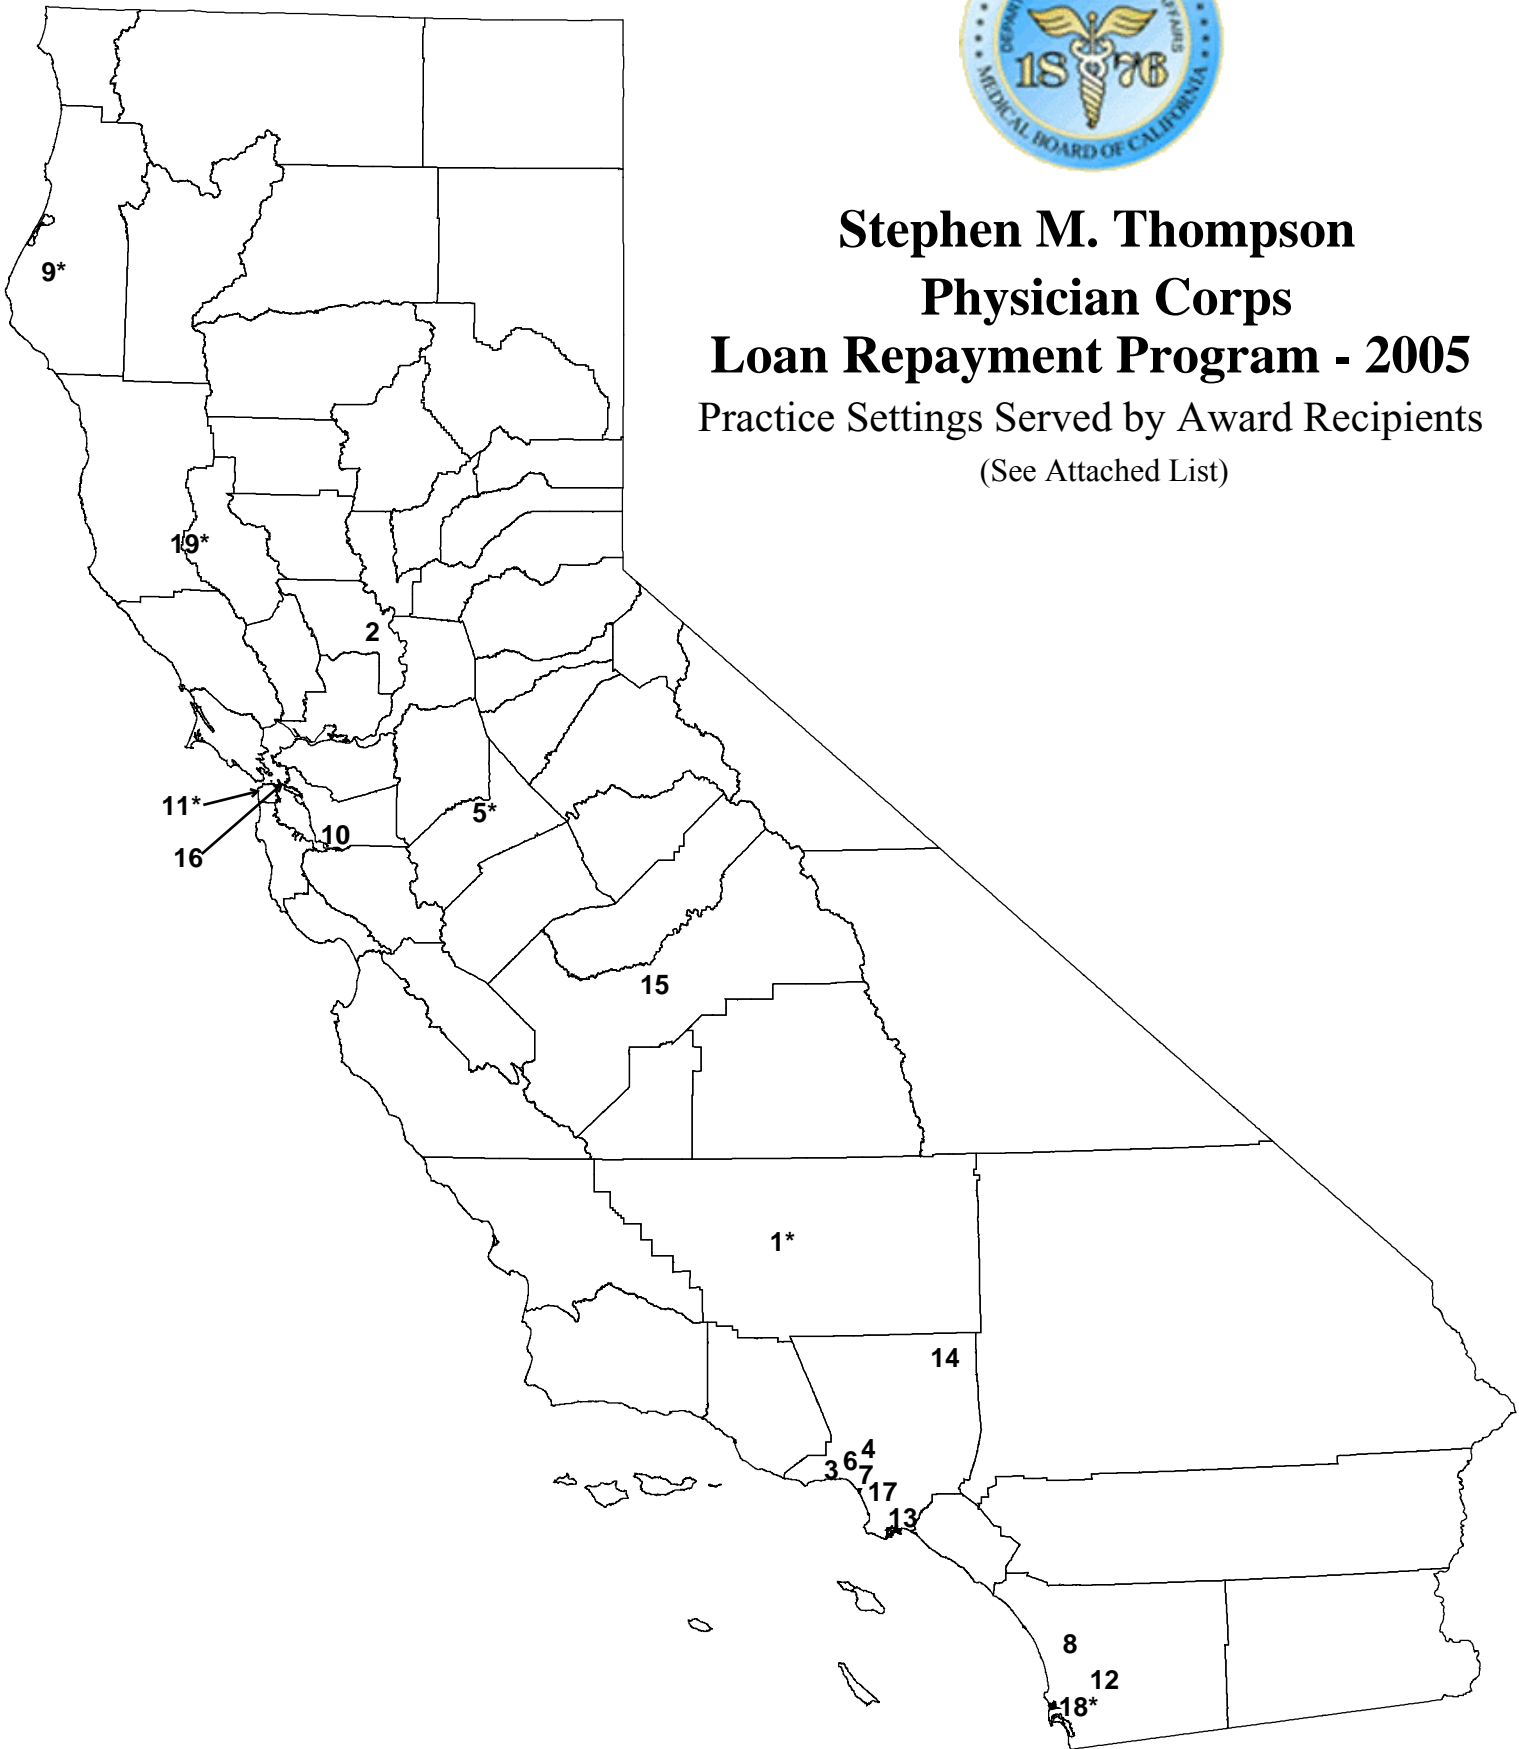 DEPAR
FFAIRS
1876
MEDICAL BOARD OF CALIFORNIA
Stephen M. Thompson
Physician Corps
Loan Repayment Program - 2005
Practice Settings Served by Award Recipients
(See Attached List)
9*
19*
2
11*
5*
10
16
15
1*
14
4
6
3
7
17
13
8
12
18*